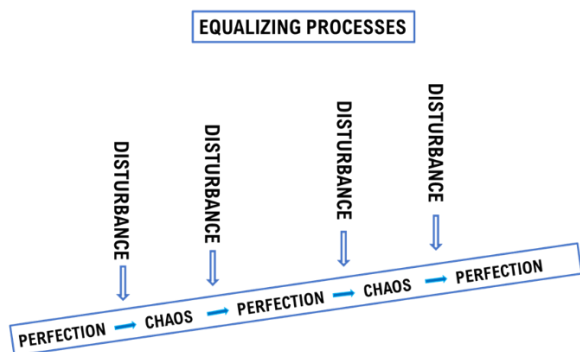 EQUALIZING PROCESSES
DISTURBANCE
DISTURBANCE
DISTURBANCE
DISTURBANCE
PERFECTION CHAOS PERFECTION CHAOS PERFECTION